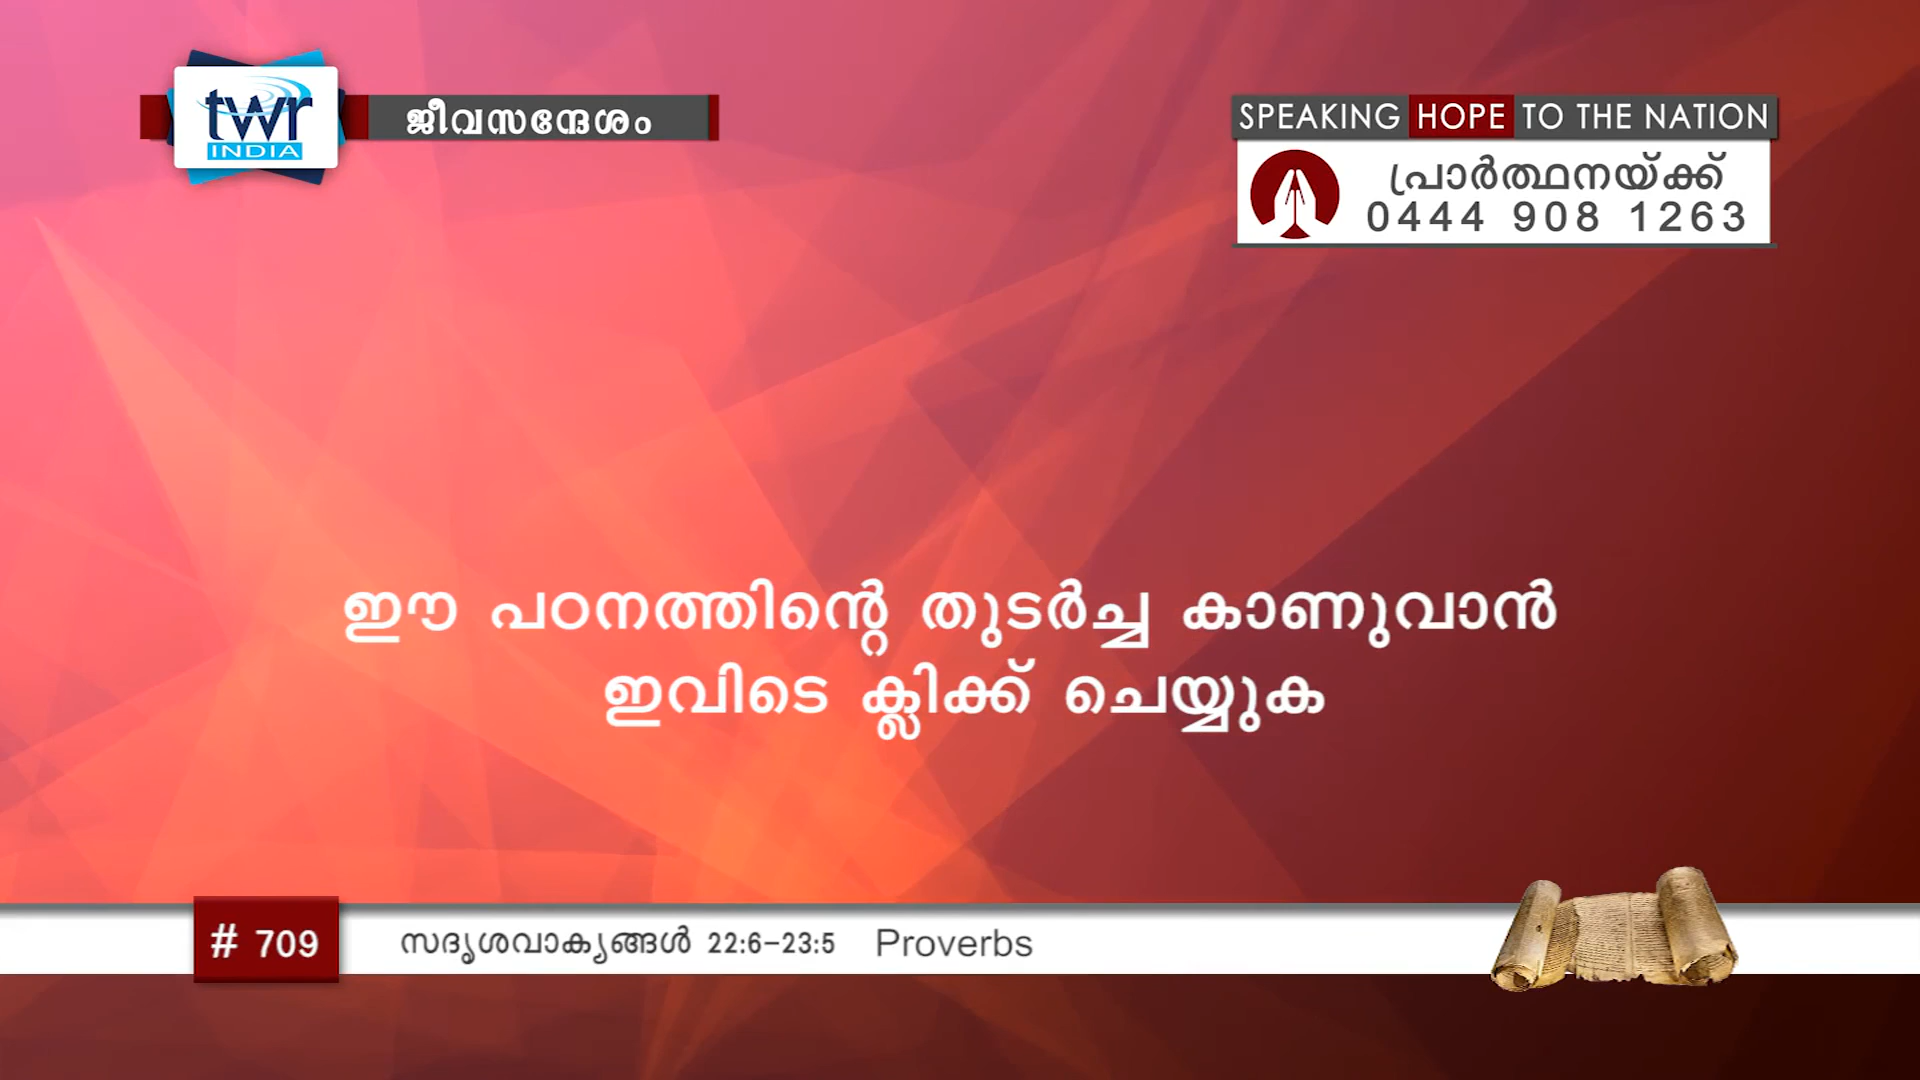 twr
INDIA
ജീവസന്ദേശം
SPEAKING HOPE TO THE NATION
പ്രാർത്ഥനയ്ക്ക്
0444 908 1263
ഈ പഠനത്തിന്റെ തുടർച്ച കാണുവാൻ
ഇവിടെ ക്ലിക്ക് ചെയ്യുക
# 709
സദൃശവാക്യങ്ങൾ 22:6-23:5 Proverbs